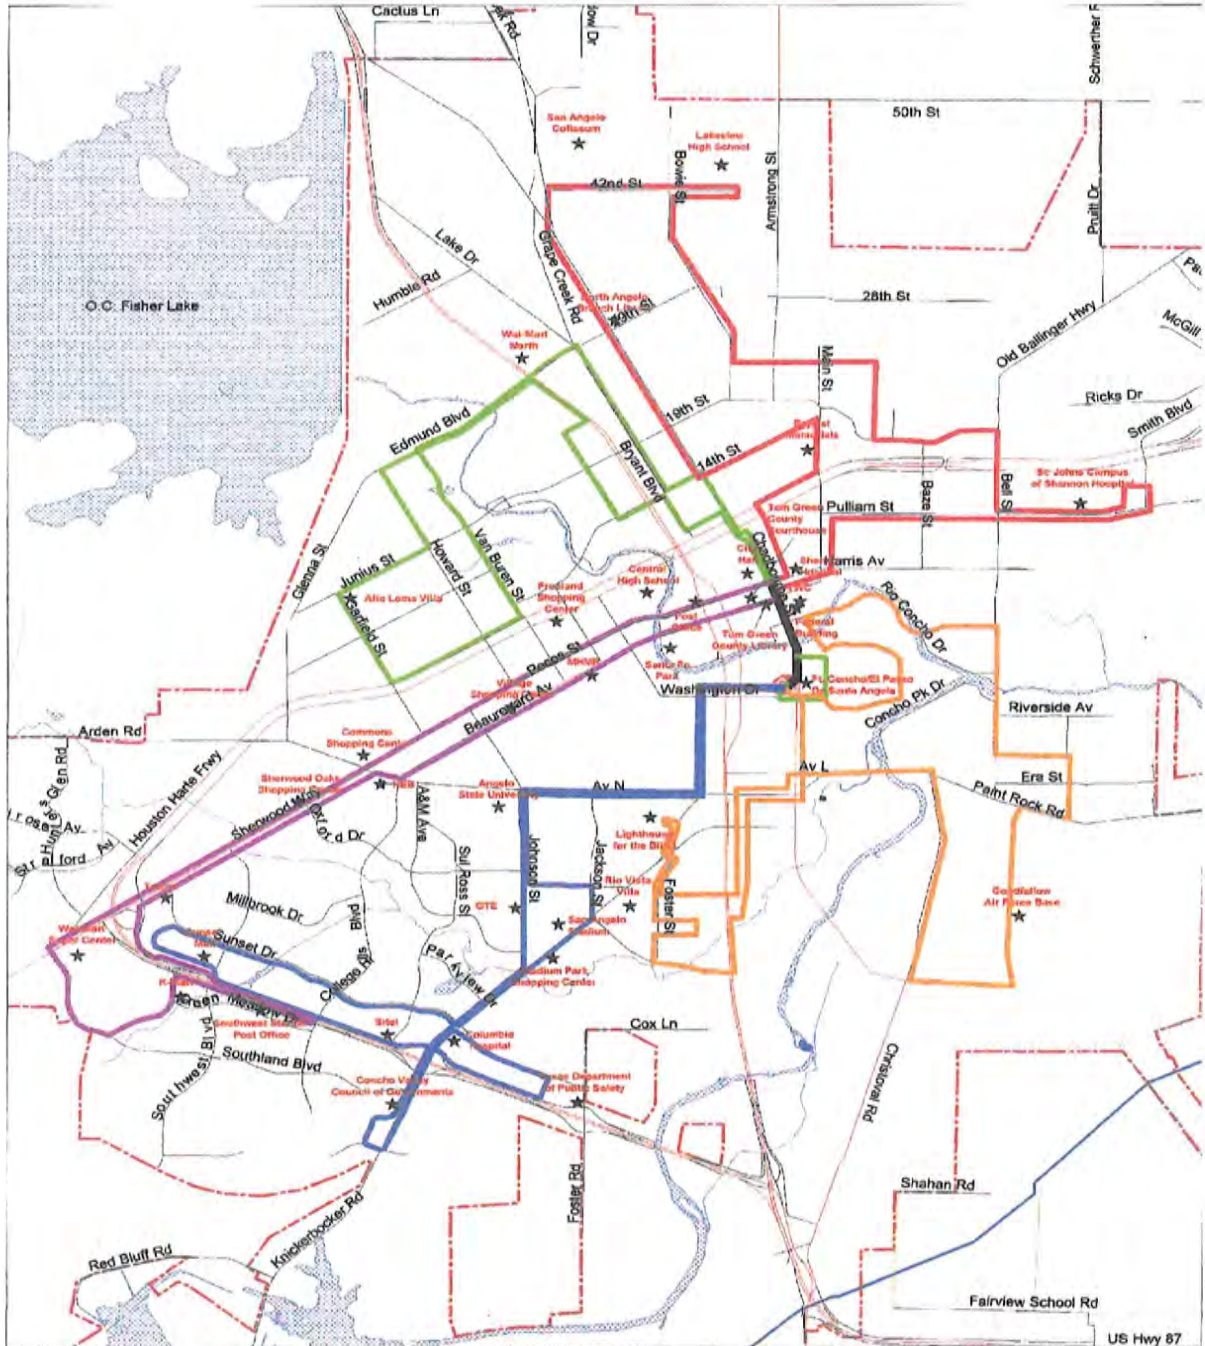 Cactus Ln
Schwerther R
50th St
San Angelo
Coliseum
Lakeview
High School
Bowie St
Armstrong St
42nd St
Pruitt Dr
Lake Dr
Humble Rd
Grape Creek Rd
O.C. Fisher Lake
28th St
Old Ballinger Hwy
McGill
Wal-Mart
North
Main St
Ricks Dr
Smith Blvd
19th St
Edmund Blvd
Bryant Blvd
14th St
Bell St
St Johns Campus
of Shannon Hospital
Baze St
Pulliam St
Tom Green
County
Courthouse
Glenna St
Junius St
Howard St
Van Buren St
Garfield St
Alta Loma Villa
Central
High School
Freeland
Shopping
Center
Harris Av
Rio Concho Dr
Post
Office
Federal
Building
Tom Green
County Library
Pecos St
MHMR
Santa Fe
Park
Washington Dr
Ft Concho/El Paseo
De Santa Angela
Concho Pk Dr
Riverside Av
Beauregard Av
Arden Rd
Commons
Shopping Center
Sherwood Oaks
HEB
Angelo
State University
Av N
Av L
Era St
Paint Rock Rd
Houston Harte Frwy
Sherwood Way
Oxford Dr
A&M Ave
Johnson St
Jackson St
Lighthouse
for the Blind
Sul Ross St
Millbrook Dr
GTE
Rio Vista
Villa
Foster St
San Angelo
Stadium
Goodfellow
Air Force Base
Super Center
Sunset Dr
College Hills
Blvd
Parkview Dr
Stadium Park
Shopping Center
Green Meadow
Southwest Station
Post Office
Sitel
Columbia
Hospital
Cox Ln
Southland Blvd
Southwest Blvd
Concho Valley
Council of Governments
Texas Department
of Public Safety
Christoval Rd
Foster Rd
Shahan Rd
Knickerbocker Rd
Red Bluff Rd
Fairview School Rd
US Hwy 87